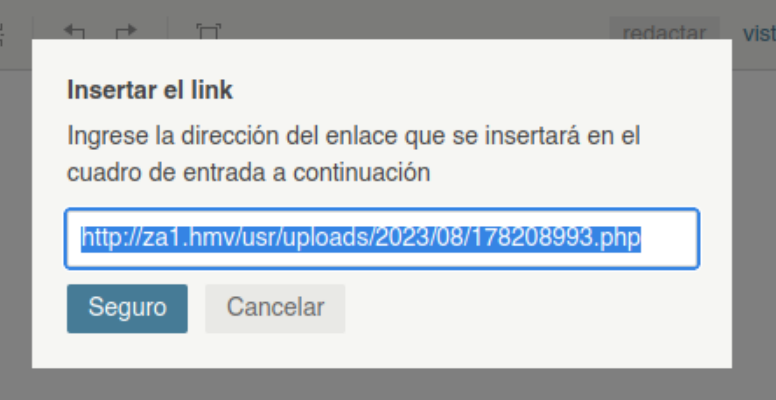 redactar vist
Insertar el link
Ingrese la dirección del enlace que se insertará en el
cuadro de entrada a continuación
http://za1.hmv/usr/uploads/2023/08/178208993.php
Seguro Cancelar